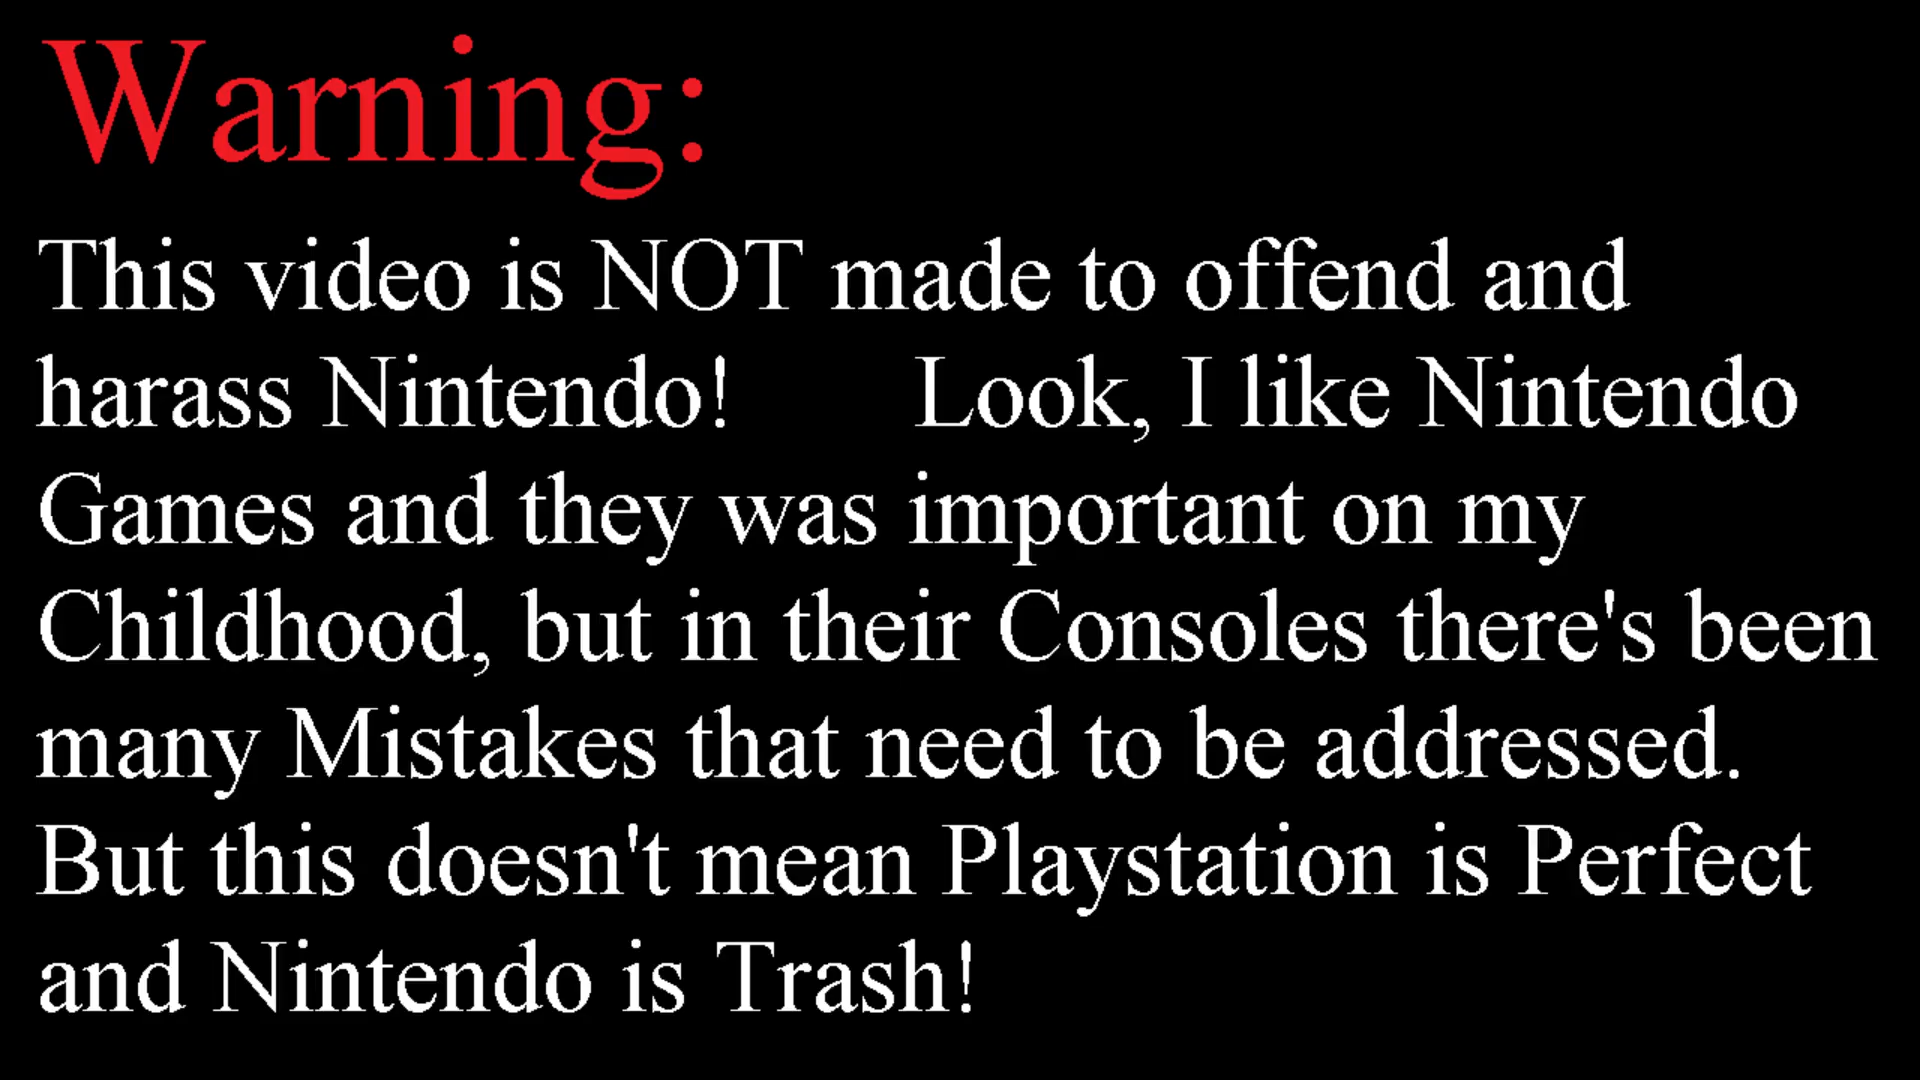 Warning:
This video is NOT made to offend and
harass Nintendo! Look, I like Nintendo
Games and they was important on my
Childhood, but in their Consoles there's been
many Mistakes that need to be addressed.
But this doesn't mean Playstation is Perfect
and Nintendo is Trash!